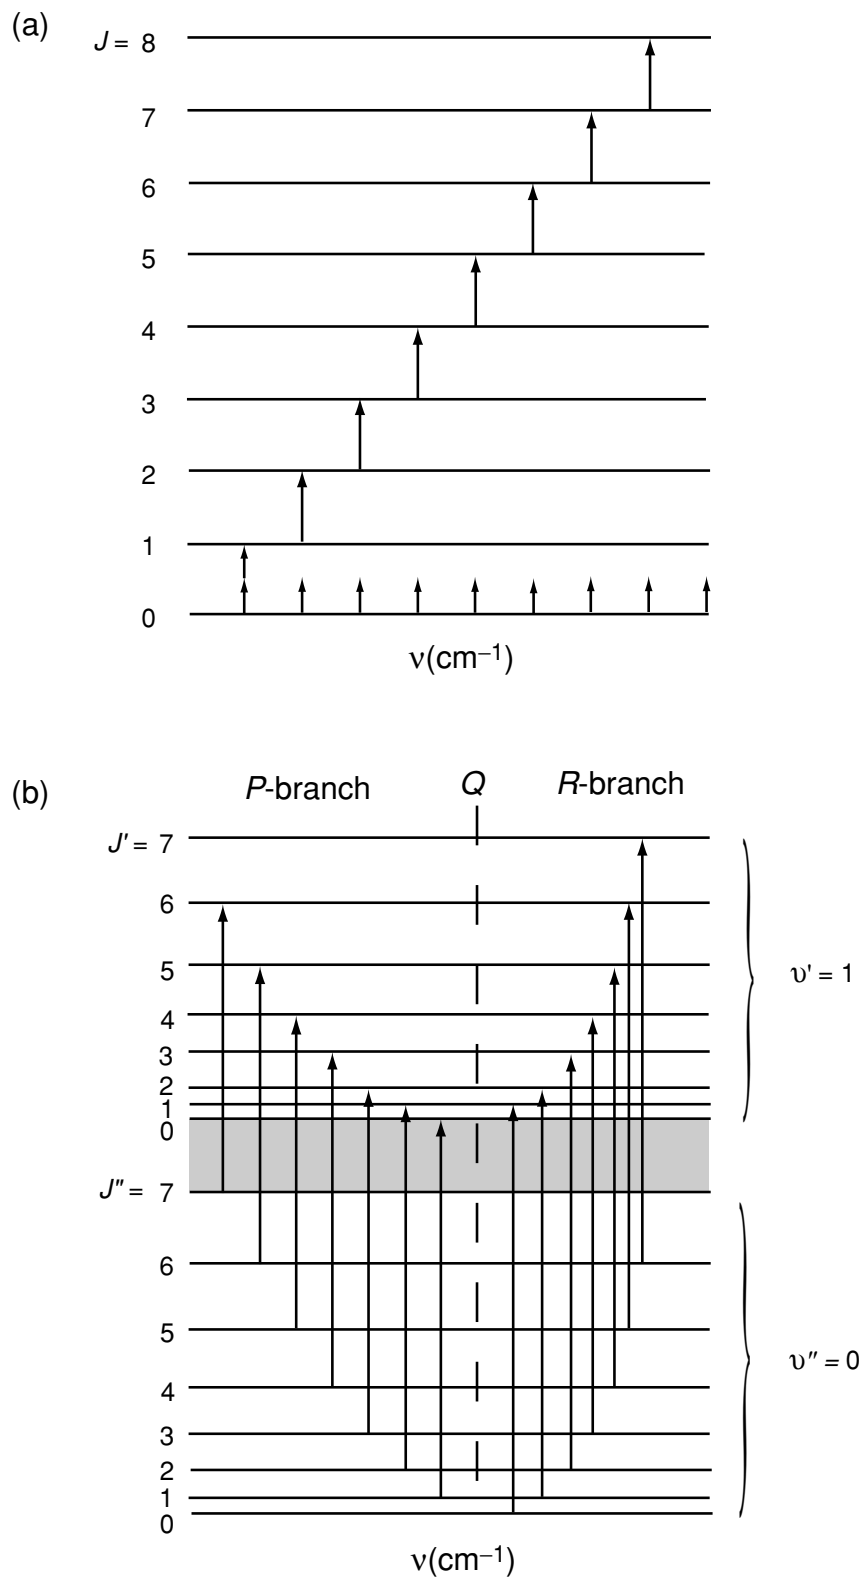 (a)
J = 8
7
6
5
4
3
2
1
0
ν(cm⁻¹)
(b)
P-branch Q R-branch
J' = 7
6
5
4
3
2
1
0
υ' = 1
J" = 7
6
5
4
3
2
1
0
υ" = 0
ν(cm⁻¹)